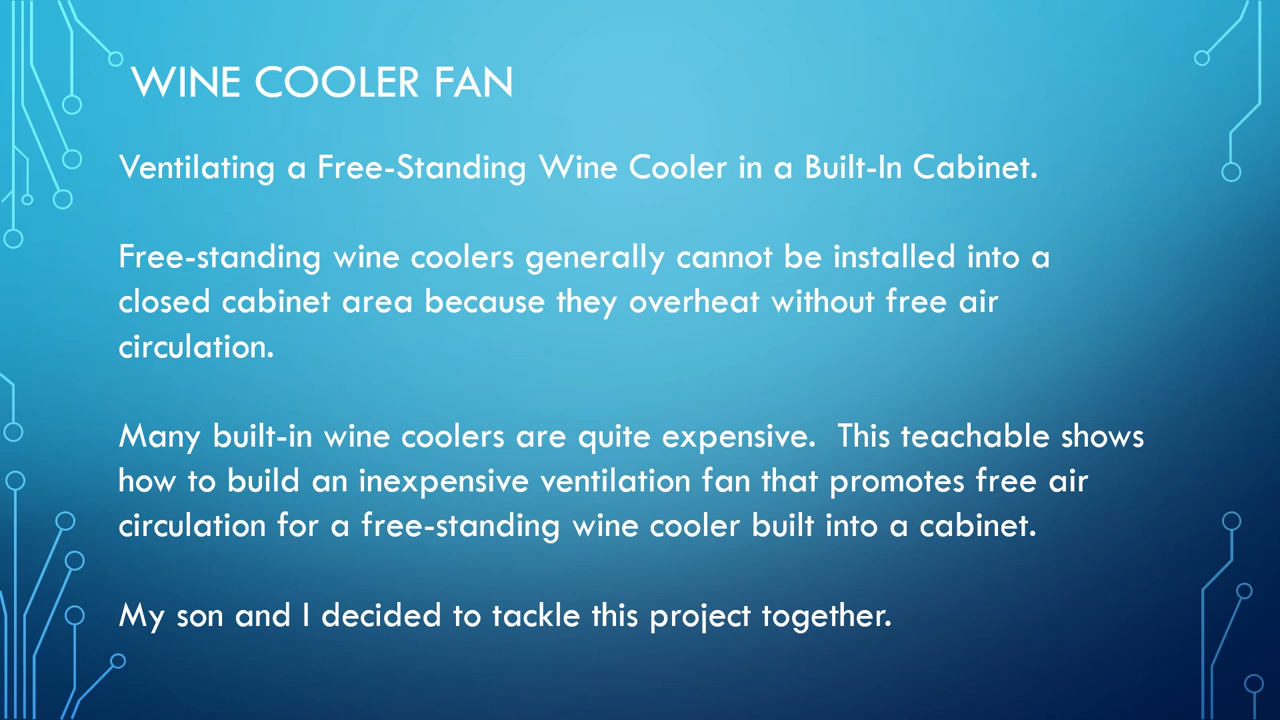 WINE COOLER FAN
Ventilating a Free-Standing Wine Cooler in a Built-In Cabinet.
Free-standing wine coolers generally cannot be installed into a
closed cabinet area because they overheat without free air
circulation.
Many built-in wine coolers are quite expensive.  This teachable shows
how to build an inexpensive ventilation fan that promotes free air
circulation for a free-standing wine cooler built into a cabinet.
My son and I decided to tackle this project together.